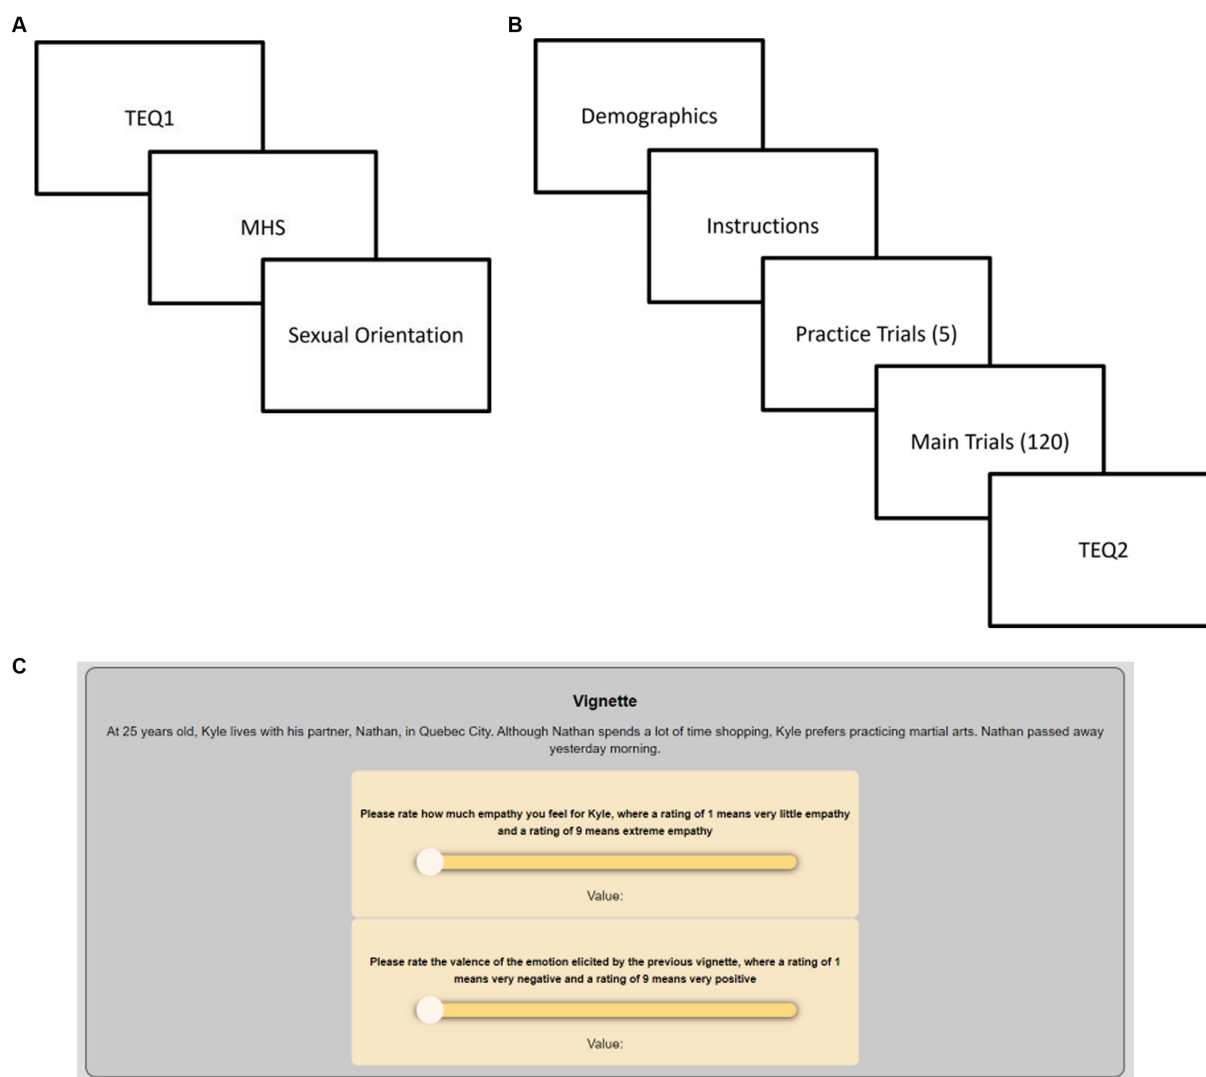 A
TEQ1
MHS
Sexual Orientation
B
Demographics
Instructions
Practice Trials (5)
Main Trials (120)
TEQ2
C
Vignette
At 25 years old, Kyle lives with his partner, Nathan, in Quebec City. Although Nathan spends a lot of time shopping, Kyle prefers practicing martial arts. Nathan passed away
yesterday morning.
Please rate how much empathy you feel for Kyle, where a rating of 1 means very little empathy
and a rating of 9 means extreme empathy
Value:
Please rate the valence of the emotion elicited by the previous vignette, where a rating of 1
means very negative and a rating of 9 means very positive
Value: